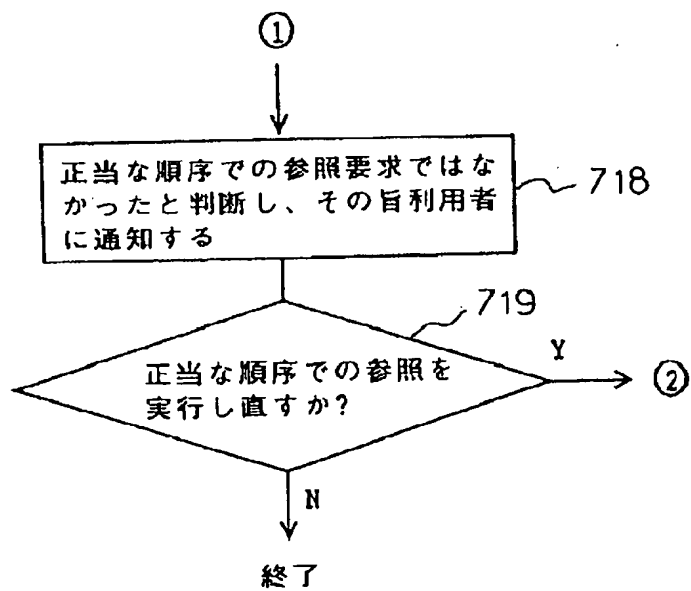 ①
正当な順序での参照要求ではな
かったと判断し、その旨利用者
に通知する
718
719
正当な順序での参照を
実行し直すか?
Y
②
N
終了